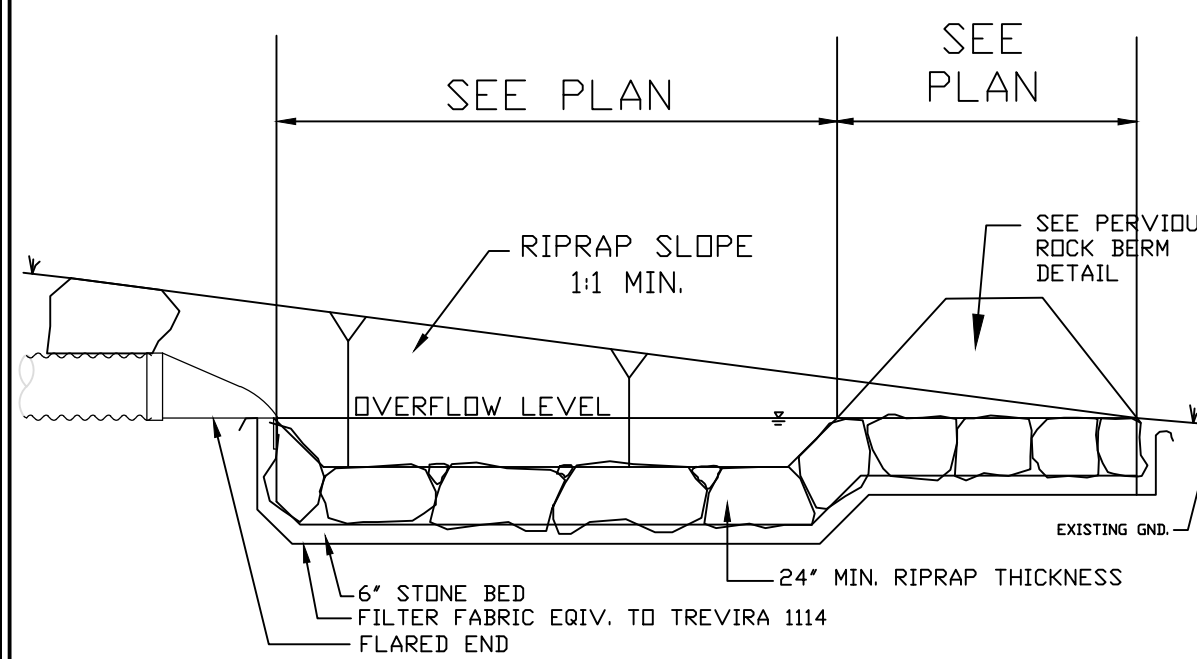 SEE PLAN
SEE
PLAN
RIPRAP SLOPE
1:1 MIN.
SEE PERVIOU
ROCK BERM
DETAIL
OVERFLOW LEVEL
EXISTING GND.
24" MIN. RIPRAP THICKNESS
6" STONE BED
FILTER FABRIC EQIV. TO TREVIRA 1114
FLARED END